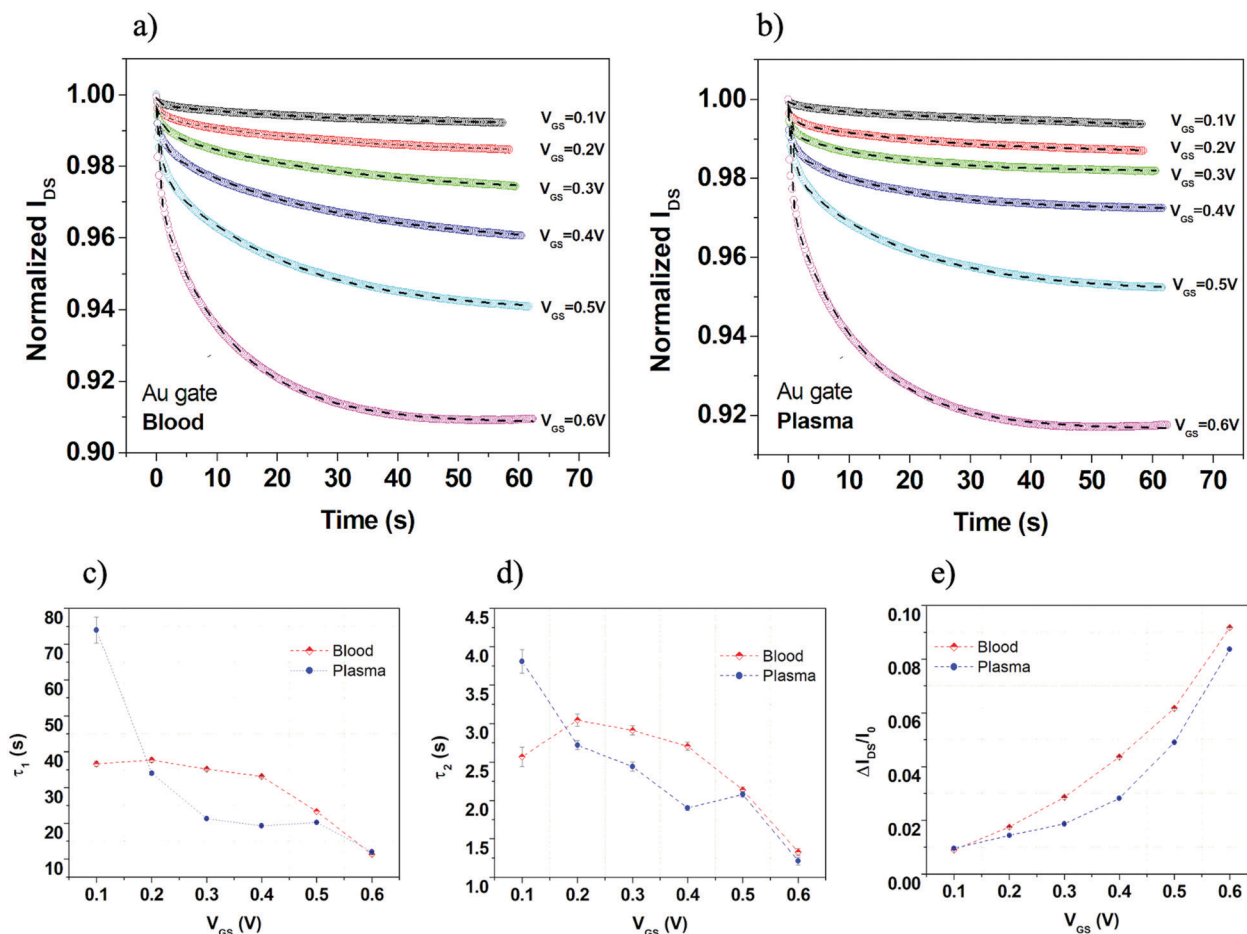 a)
Normalized I_DS
1.00
0.98
0.96
0.94
0.92
0.90
V_GS=0.1V
V_GS=0.2V
V_GS=0.3V
V_GS=0.4V
V_GS=0.5V
V_GS=0.6V
Au gate
Blood
0 10 20 30 40 50 60 70
Time (s)
b)
Normalized I_DS
1.00
0.98
0.96
0.94
0.92
V_GS=0.1V
V_GS=0.2V
V_GS=0.3V
V_GS=0.4V
V_GS=0.5V
V_GS=0.6V
Au gate
Plasma
0 10 20 30 40 50 60 70
Time (s)
c)
τ_1 (s)
80
70
60
50
40
30
20
10
Blood
Plasma
0.1 0.2 0.3 0.4 0.5 0.6
V_GS (V)
d)
τ_2 (s)
4.5
4.0
3.5
3.0
2.5
2.0
1.5
1.0
Blood
Plasma
0.1 0.2 0.3 0.4 0.5 0.6
V_GS (V)
e)
ΔI_DS/I_0
0.10
0.08
0.06
0.04
0.02
0.00
Blood
Plasma
0.1 0.2 0.3 0.4 0.5 0.6
V_GS (V)